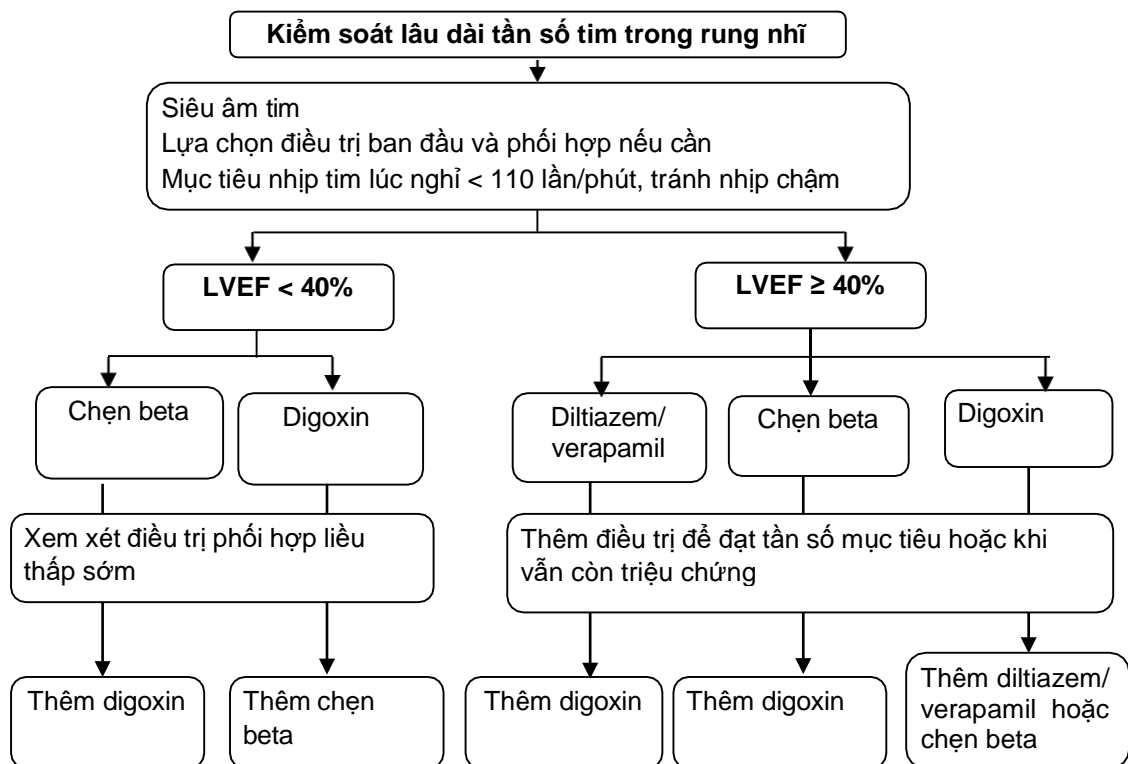 Kiểm soát lâu dài tần số tim trong rung nhĩ
Siêu âm tim
Lựa chọn điều trị ban đầu và phối hợp nếu cần
Mục tiêu nhịp tim lúc nghỉ < 110 lần/phút, tránh nhịp chậm
LVEF < 40%
LVEF ≥ 40%
Chẹn beta
Digoxin
Diltiazem/
verapamil
Chẹn beta
Digoxin
Xem xét điều trị phối hợp liều
thấp sớm
Thêm điều trị để đạt tần số mục tiêu hoặc khi
vẫn còn triệu chứng
Thêm digoxin
Thêm chẹn
beta
Thêm digoxin
Thêm digoxin
Thêm diltiazem/
verapamil hoặc
chẹn beta